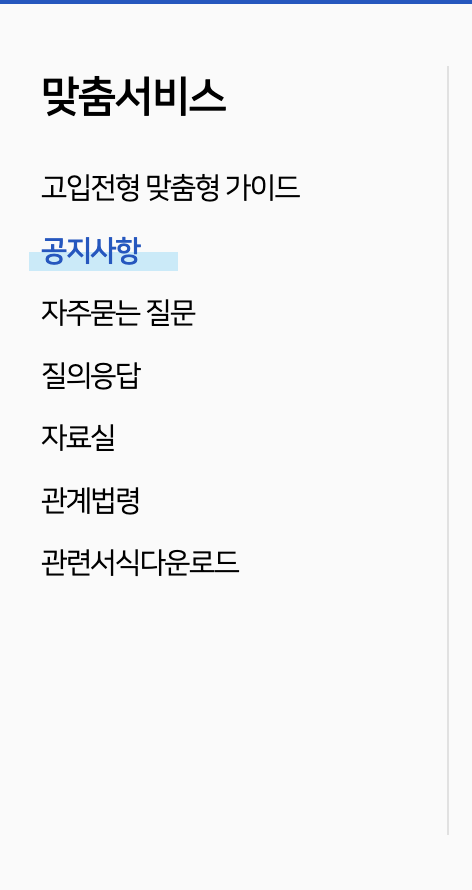 맞춤서비스
고입전형 맞춤형 가이드
공지사항
자주묻는 질문
질의응답
자료실
관계법령
관련서식다운로드